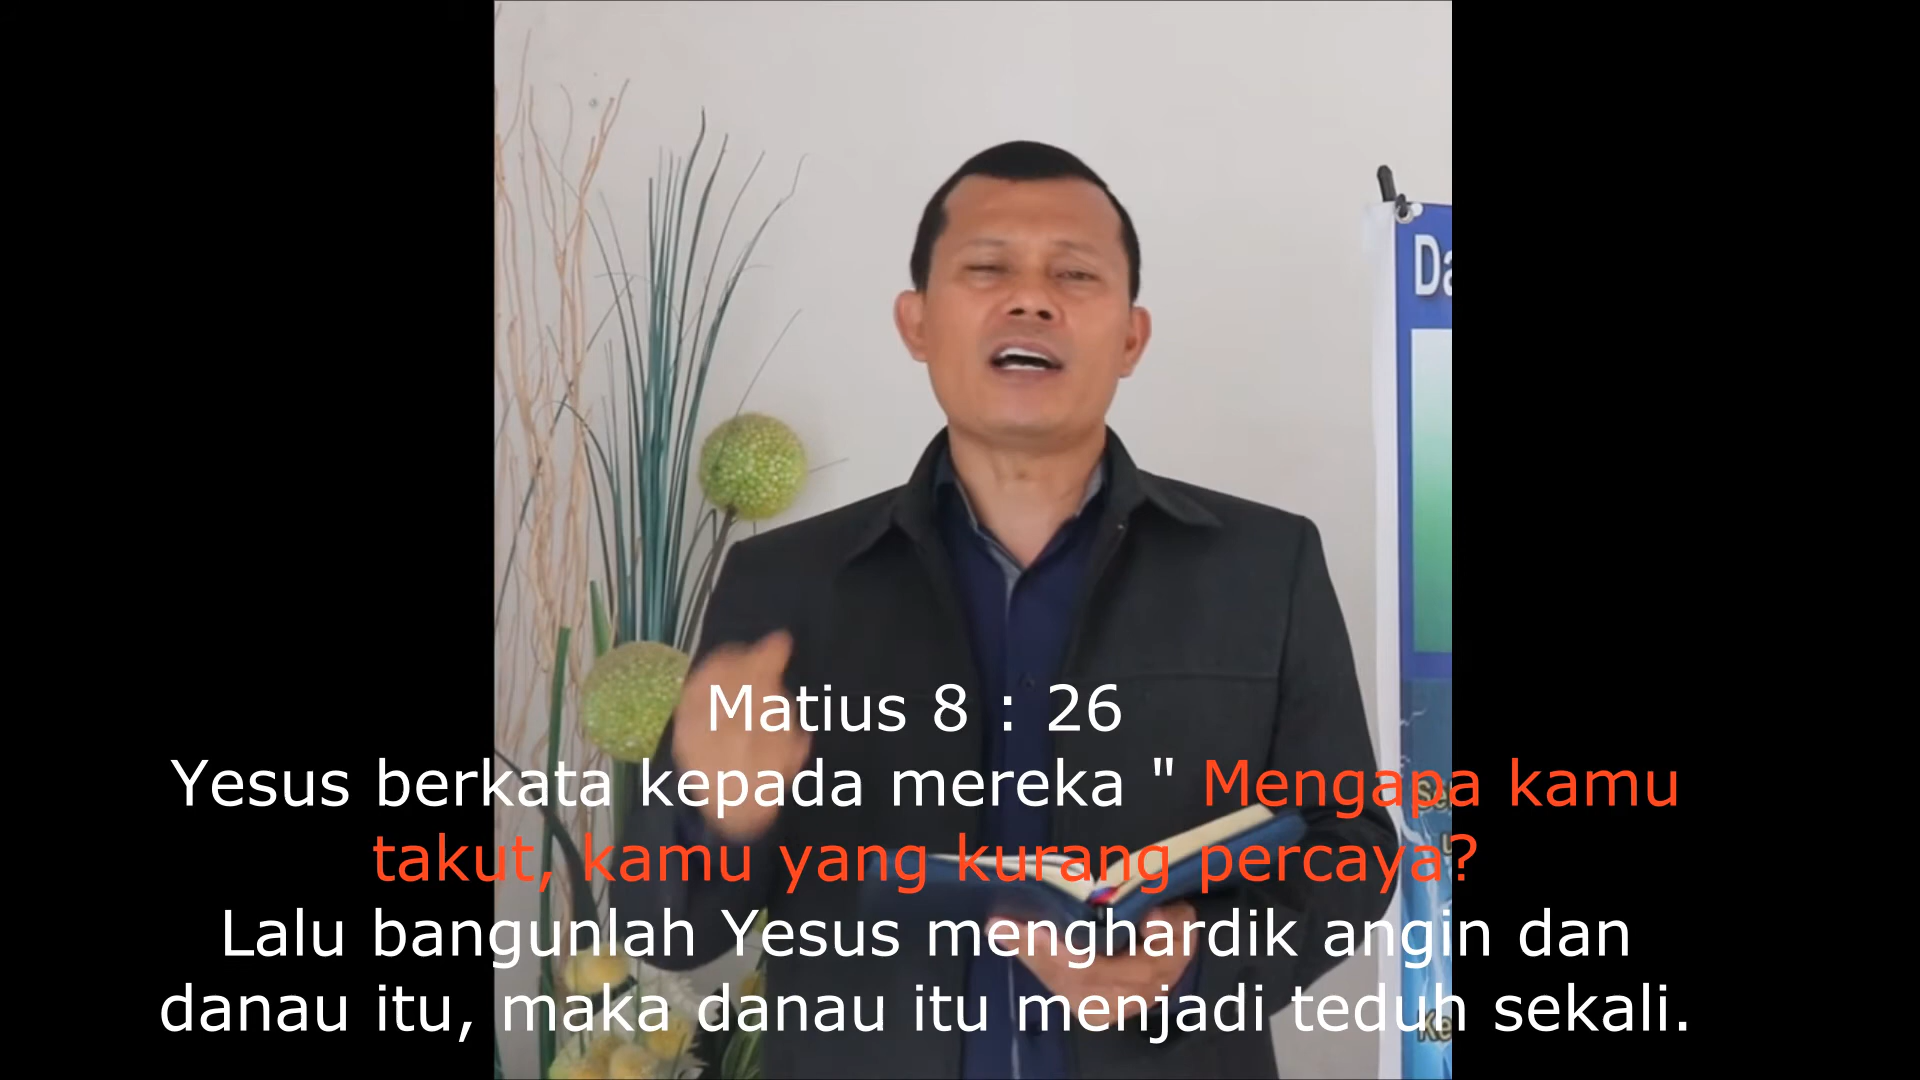 Matius 8 : 26
Yesus berkata kepada mereka " Mengapa kamu
takut, kamu yang kurang percaya?
Lalu bangunlah Yesus menghardik angin dan
danau itu, maka danau itu menjadi teduh sekali.